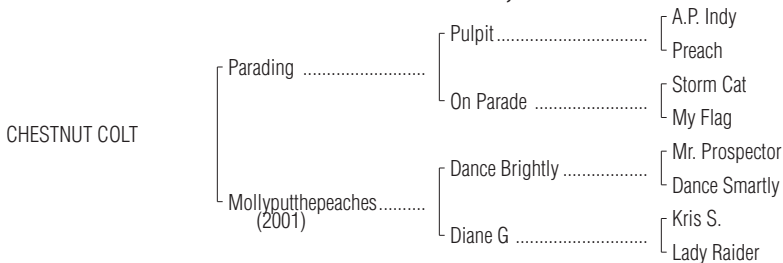 A.P. Indy
Pulpit..................................
Preach
Parading ..........................
Storm Cat
On Parade ........................
My Flag
CHESTNUT COLT
Mr. Prospector
Dance Brightly ..................
Dance Smartly
Mollyputthepeaches..........
(2001)
Kris S.
Diane G ............................
Lady Raider